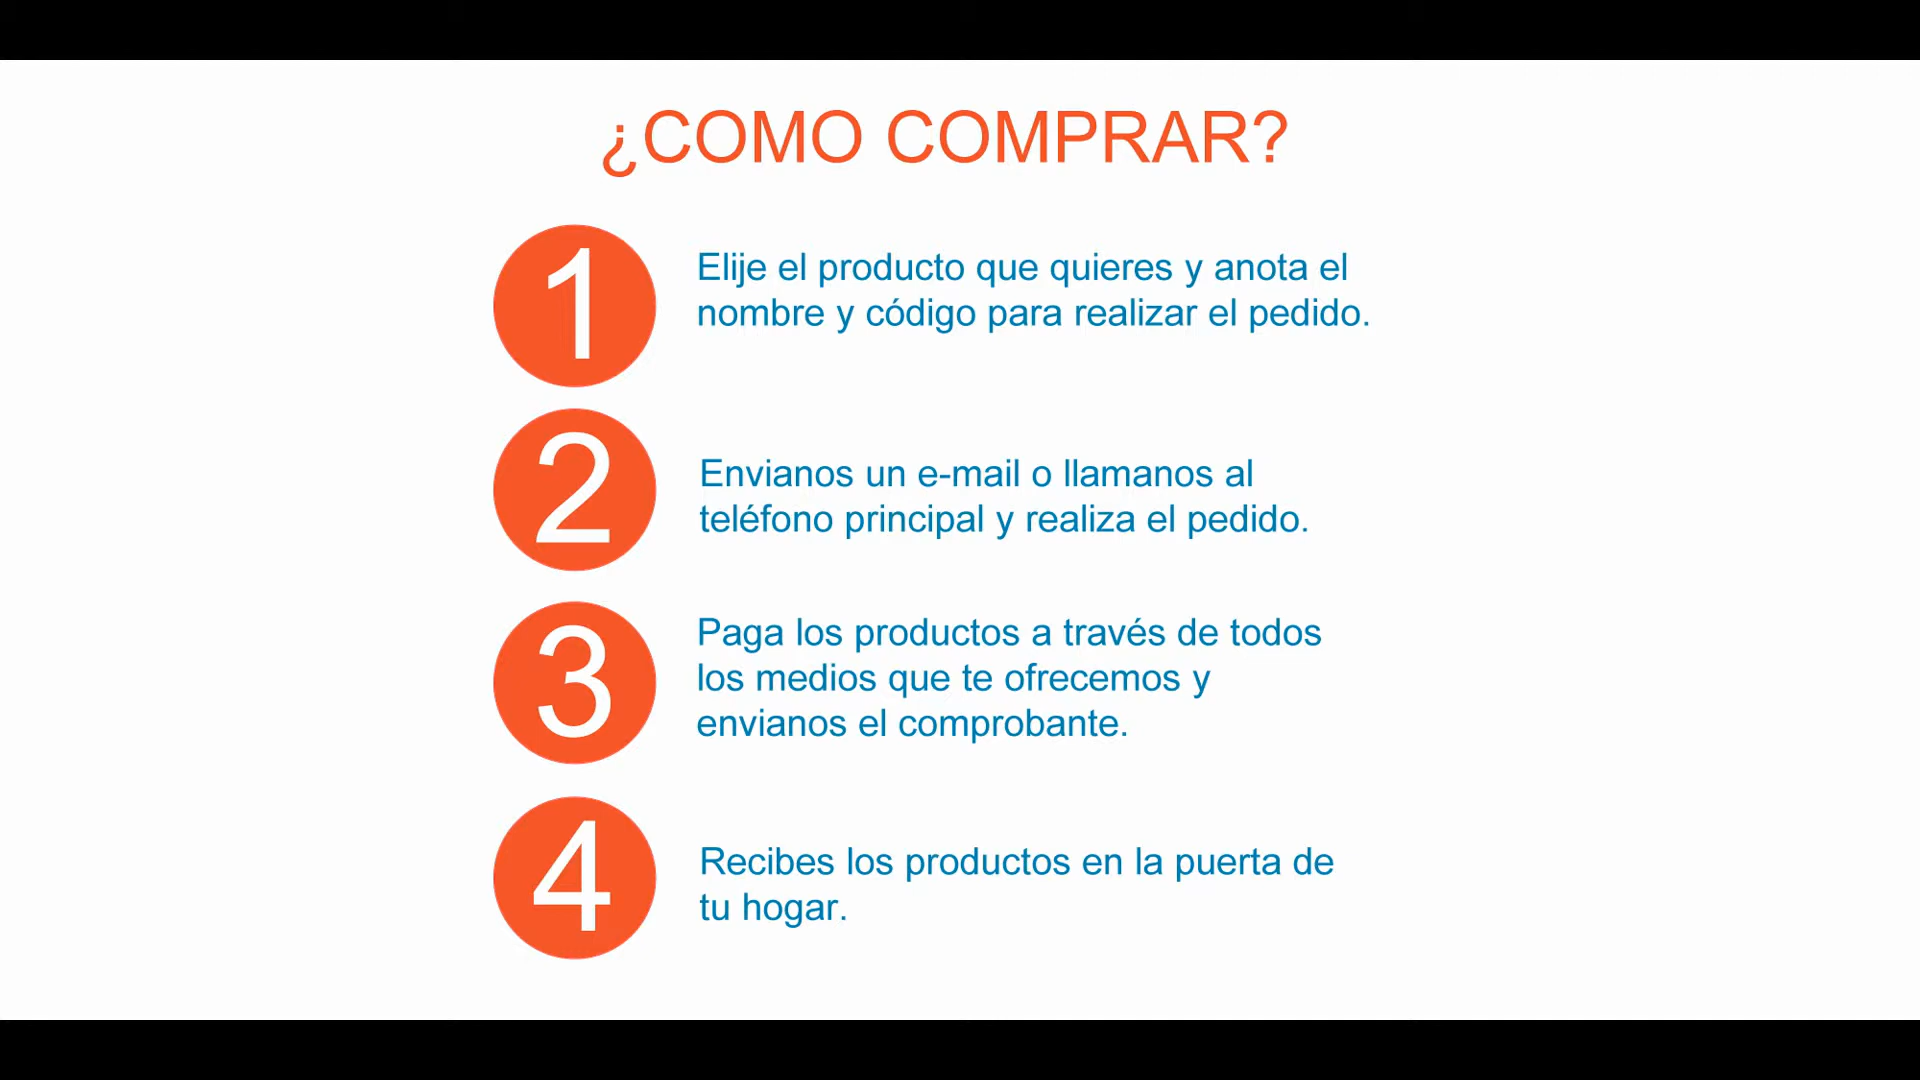 ¿COMO COMPRAR?
1
Elije el producto que quieres y anota el
nombre y código para realizar el pedido.
2
Envianos un e-mail o llamanos al
teléfono principal y realiza el pedido.
3
Paga los productos a través de todos
los medios que te ofrecemos y
envianos el comprobante.
4
Recibes los productos en la puerta de
tu hogar.